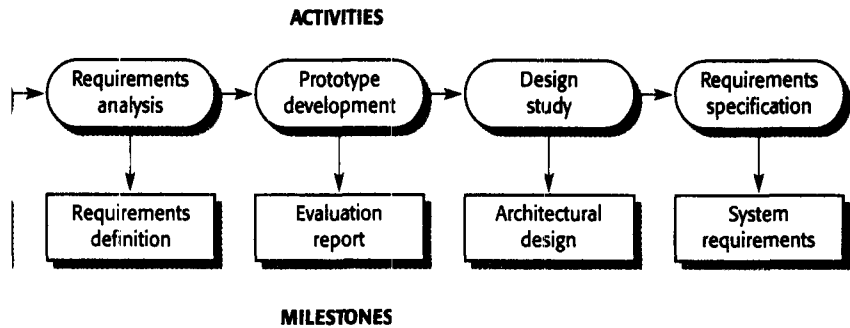 ACTIVITIES
Requirements
analysis
Prototype
development
Design
study
Requirements
specification
Requirements
definition
Evaluation
report
Architectural
design
System
requirements
MILESTONES